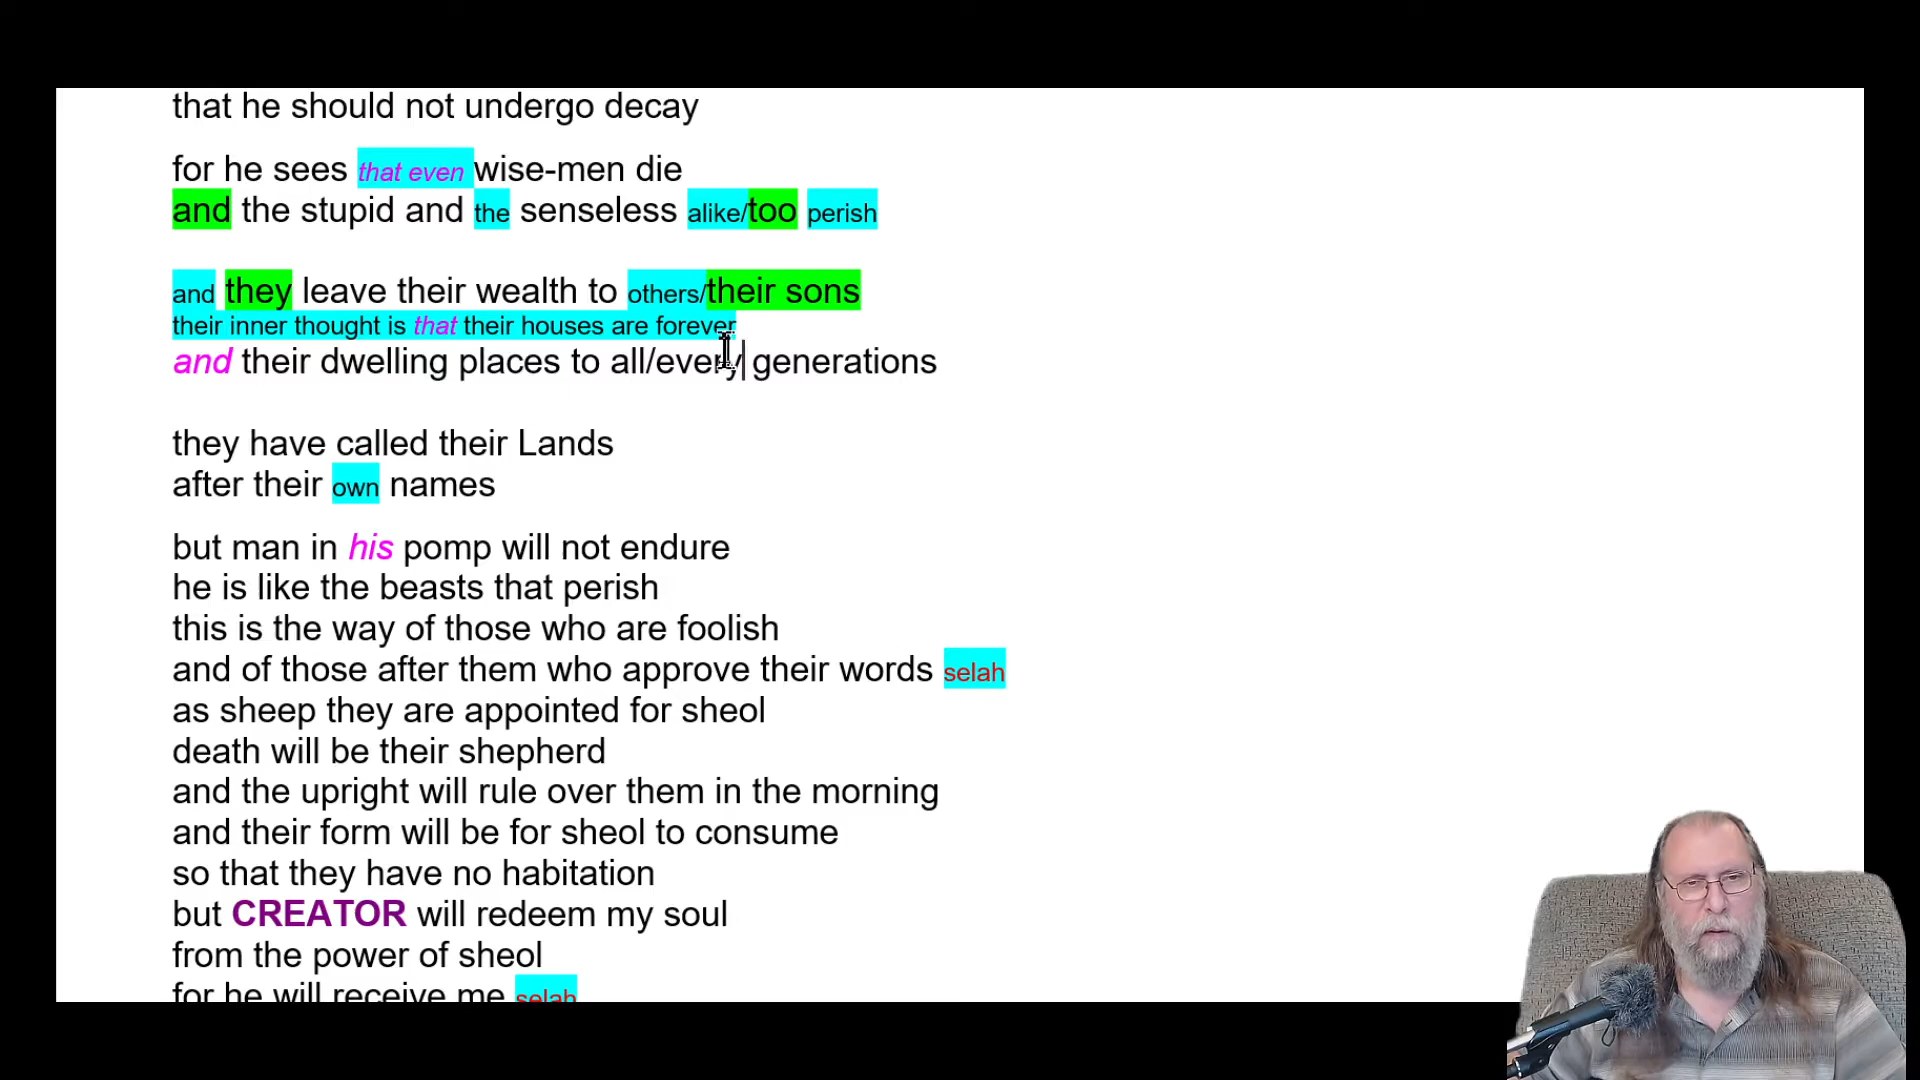 that he should not undergo decay
for he sees that even wise-men die
and the stupid and the senseless alike/too perish
and they leave their wealth to others/their sons
their inner thought is that their houses are forever
and their dwelling places to all/every generations
they have called their Lands
after their own names
but man in his pomp will not endure
he is like the beasts that perish
this is the way of those who are foolish
and of those after them who approve their words selah
as sheep they are appointed for sheol
death will be their shepherd
and the upright will rule over them in the morning
and their form will be for sheol to consume
so that they have no habitation
but CREATOR will redeem my soul
from the power of sheol
for he will receive me selah